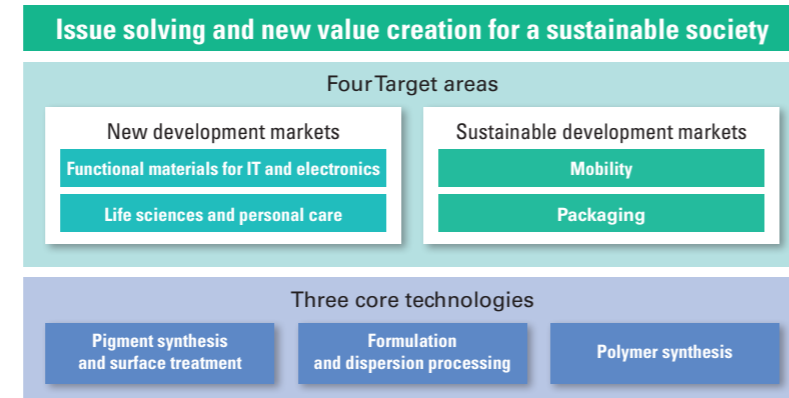 Issue solving and new value creation for a sustainable society
Four Target areas
New development markets
Functional materials for IT and electronics
Life sciences and personal care
Sustainable development markets
Mobility
Packaging
Three core technologies
Pigment synthesis
and surface treatment
Formulation
and dispersion processing
Polymer synthesis